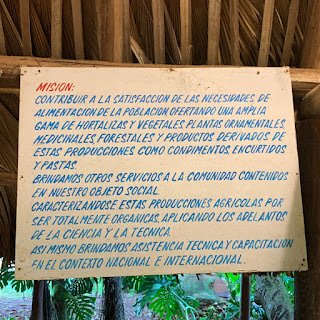 MISION:
CONTRIBUIR A LA SATISFACCION DE LAS NECESIDADES DE
ALIMENTACION DE LA POBLACION, OFERTANDO UNA AMPLIA
GAMA DE HORTALIZAS Y VEGETALES, PLANTAS ORNAMENTALES,
MEDICINALES, FORESTALES Y PRODUCTOS DERIVADOS DE
ESTAS PRODUCCIONES COMO CONDIMENTOS, ENCURTIDOS
Y PASTAS.
BRINDAMOS OTROS SERVICIOS A LA COMUNIDAD CONTENIDOS
EN NUESTRO OBJETO SOCIAL.
CARACTERIZANDOSE ESTAS PRODUCCIONES AGRICOLAS POR
SER TOTALMENTE ORGANICAS, APLICANDO LOS ADELANTOS
DE LA CIENCIA Y LA TECNICA.
ASI MISMO BRINDAMOS ASISTENCIA TECNICA Y CAPACITACION
EN EL CONTEXTO NACIONAL E INTERNACIONAL.